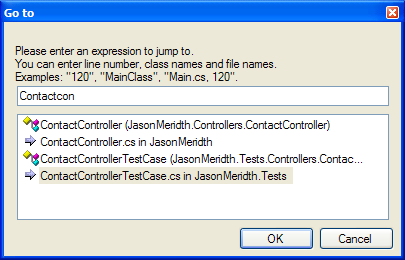 Go to
Please enter an expression to jump to.
You can enter line number, class names and file names.
Examples: "120", "MainClass", "Main.cs, 120".
Contactcon
ContactController (JasonMeridth.Controllers.ContactController)
ContactController.cs in JasonMeridth
ContactControllerTestCase (JasonMeridth.Tests.Controllers.Contac...
ContactControllerTestCase.cs in JasonMeridth.Tests
OK Cancel